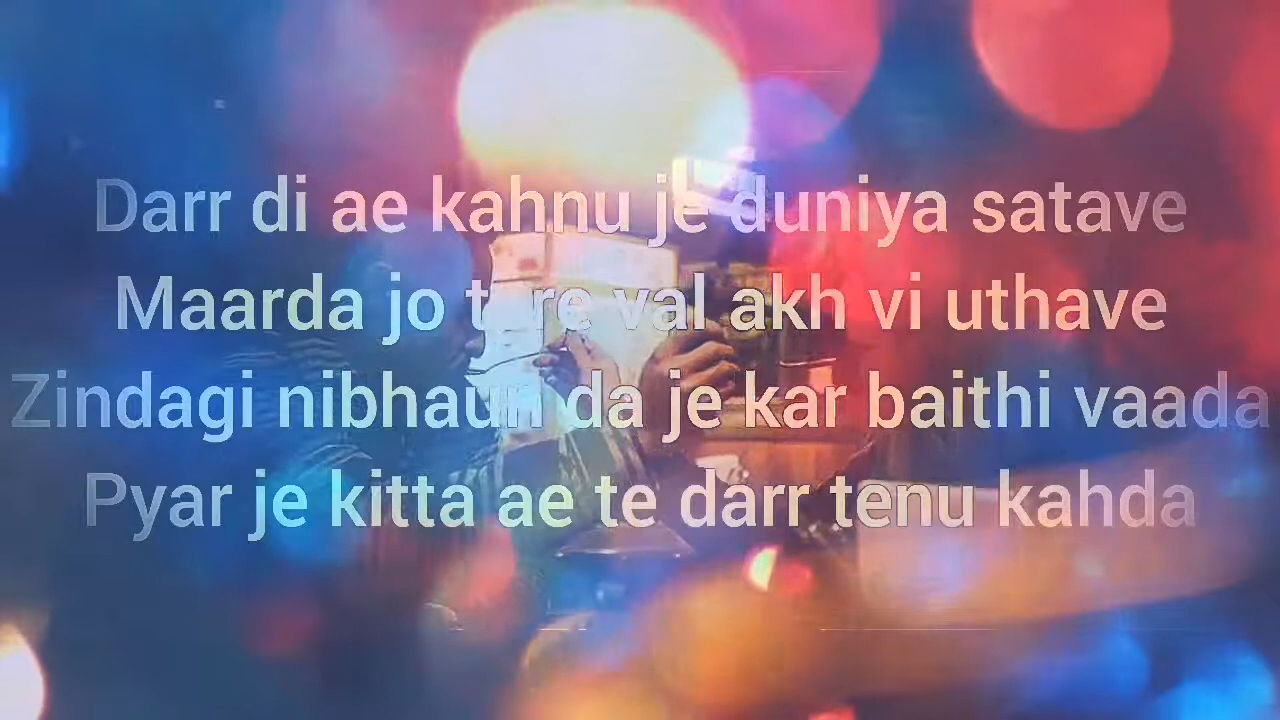 Darr di ae kahnu je duniya satave
Maarda jo tere val akh vi uthave
Zindagi nibhaun da je kar baithi vaada
Pyar je kitta ae te darr tenu kahda